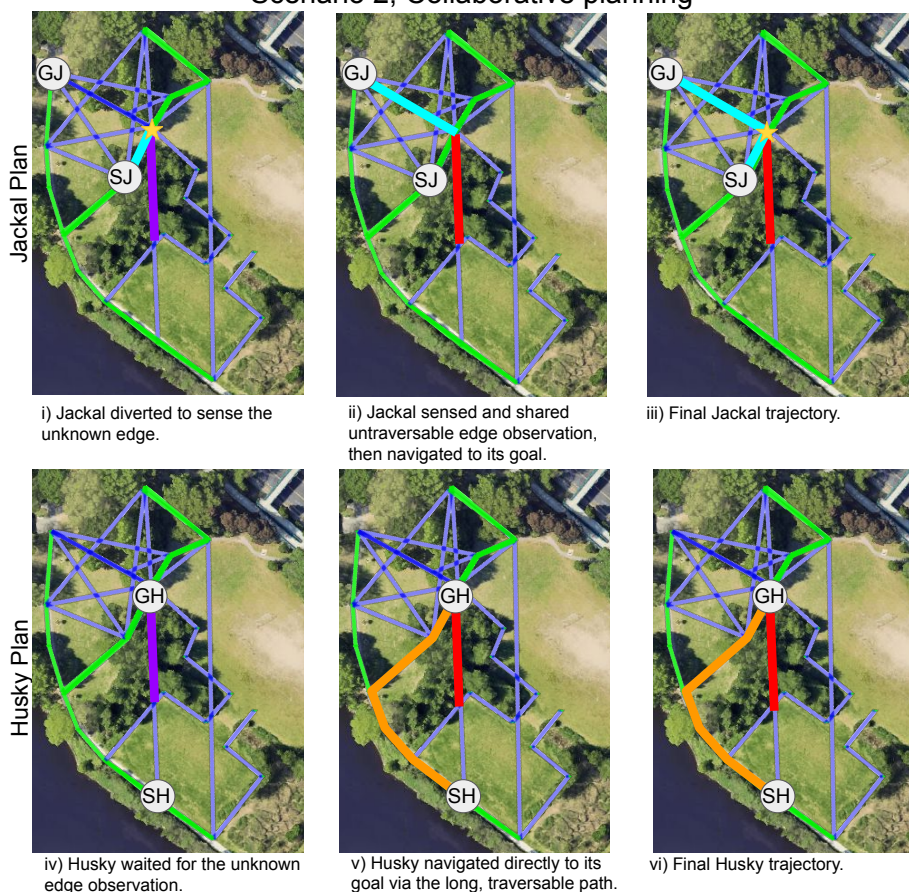 Scenario 2, Collaborative planning
Jackal Plan
GJ
SJ
GJ
SJ
GJ
SJ
i) Jackal diverted to sense the
unknown edge.
ii) Jackal sensed and shared
untraversable edge observation,
then navigated to its goal.
iii) Final Jackal trajectory.
Husky Plan
GH
SH
GH
SH
GH
SH
iv) Husky waited for the unknown
edge observation.
v) Husky navigated directly to its
goal via the long, traversable path.
vi) Final Husky trajectory.